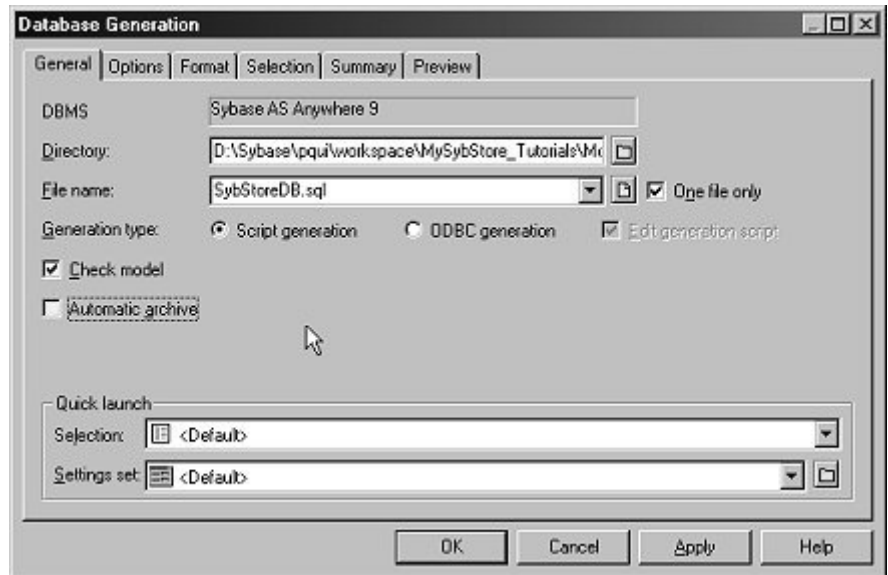 Database Generation
General Options Format Selection Summary Preview
DBMS Sybase AS Anywhere 9
Directory: D:\Sybase\pqui\workspace\MySybStore_Tutorials\Mo
File name: SybStoreDB.sql One file only
Generation type: Script generation ODBC generation Edit generation script
Check model
Automatic archive
Quick launch
Selection: <Default>
Settings set: <Default>
OK Cancel Apply Help